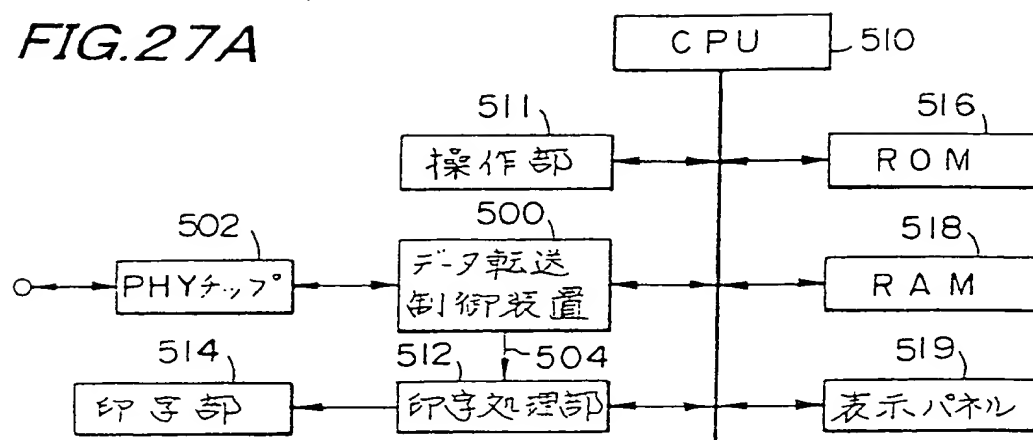 FIG.27A
CPU
510
511
516
操作部
ROM
500
502
518
PHYチップ
データ転送
制御装置
RAM
514
512
504
519
印字部
印字処理部
表示パネル